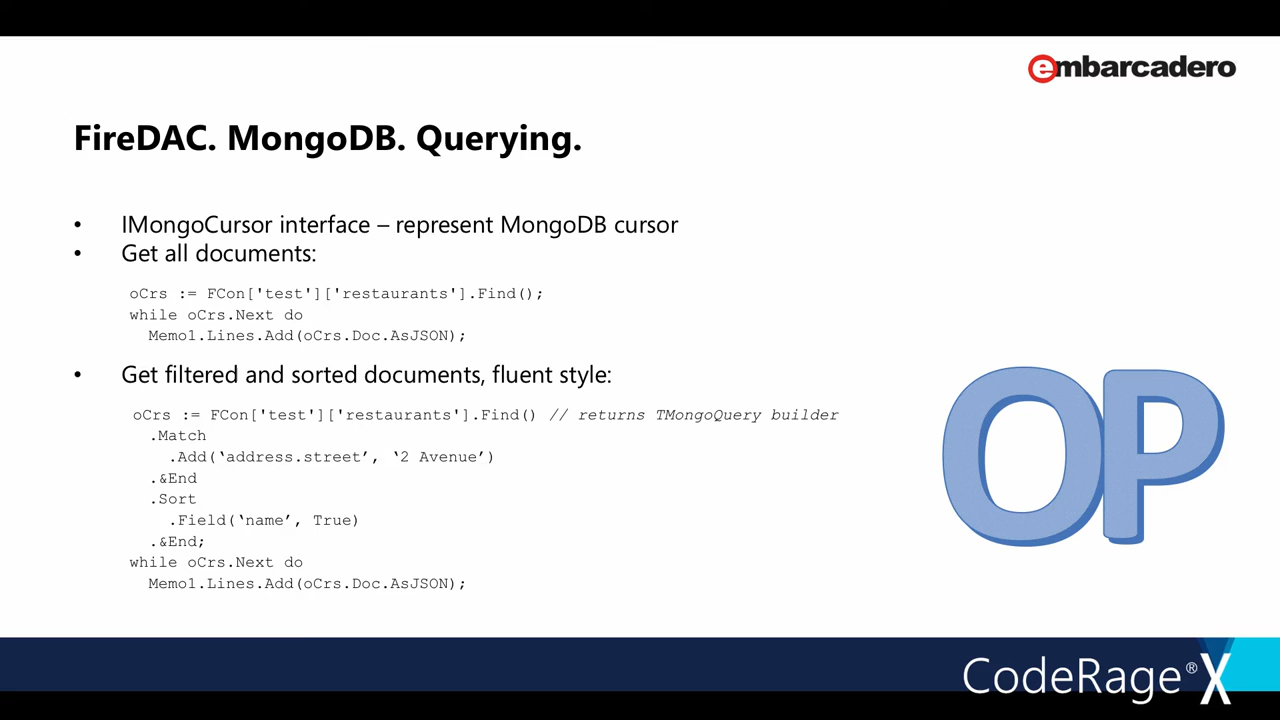 embarcadero
FireDAC. MongoDB. Querying.
• IMongoCursor interface – represent MongoDB cursor
• Get all documents:
oCrs := FCon['test']['restaurants'].Find();
while oCrs.Next do
  Memo1.Lines.Add(oCrs.Doc.AsJSON);
• Get filtered and sorted documents, fluent style:
oCrs := FCon['test']['restaurants'].Find() // returns TMongoQuery builder
  .Match
    .Add(‘address.street’, ‘2 Avenue’)
  .&End
  .Sort
    .Field(‘name’, True)
  .&End;
while oCrs.Next do
  Memo1.Lines.Add(oCrs.Doc.AsJSON);
OP
CodeRage® X